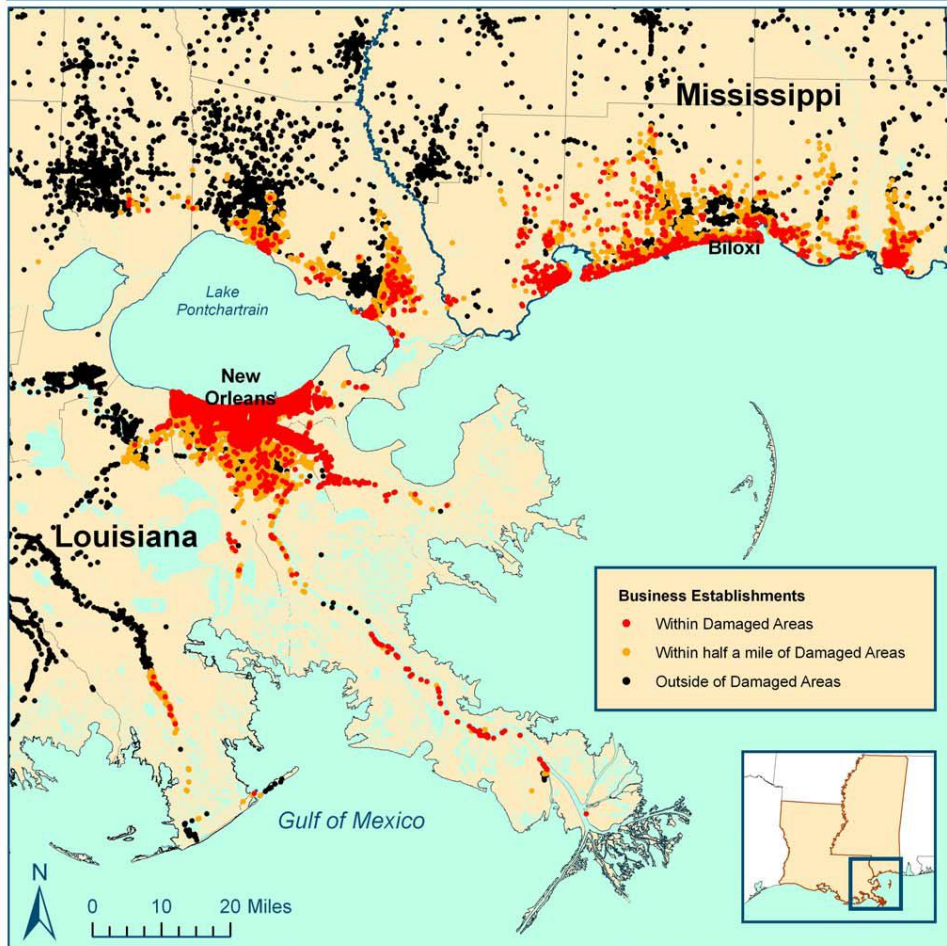 Mississippi
Biloxi
Lake
Pontchartrain
New
Orleans
Louisiana
Business Establishments
Within Damaged Areas
Within half a mile of Damaged Areas
Outside of Damaged Areas
Gulf of Mexico
N
0 10 20 Miles